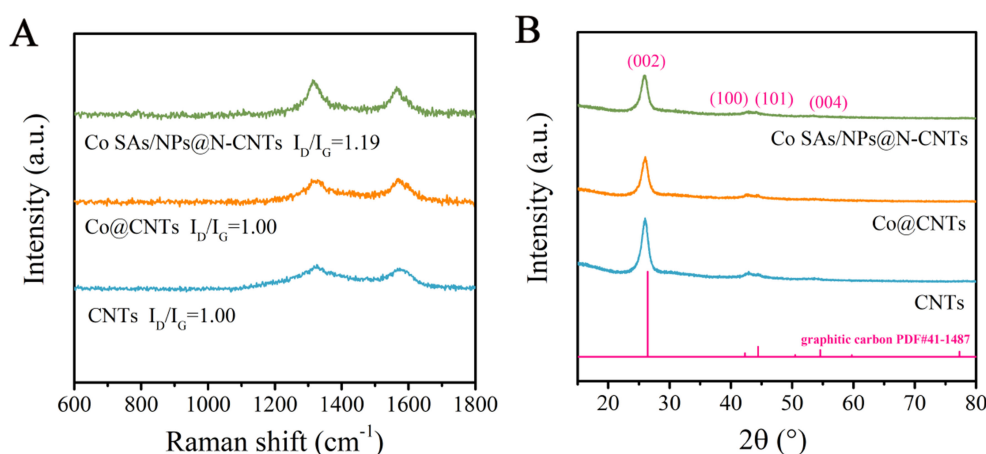 A
Intensity (a.u.)
Co SAs/NPs@N-CNTs I_D/I_G=1.19
Co@CNTs I_D/I_G=1.00
CNTs I_D/I_G=1.00
600 800 1000 1200 1400 1600 1800
Raman shift (cm⁻¹)
B
Intensity (a.u.)
(002)
(100) (101) (004)
Co SAs/NPs@N-CNTs
Co@CNTs
CNTs
graphitic carbon PDF#41-1487
20 30 40 50 60 70 80
2θ (°)